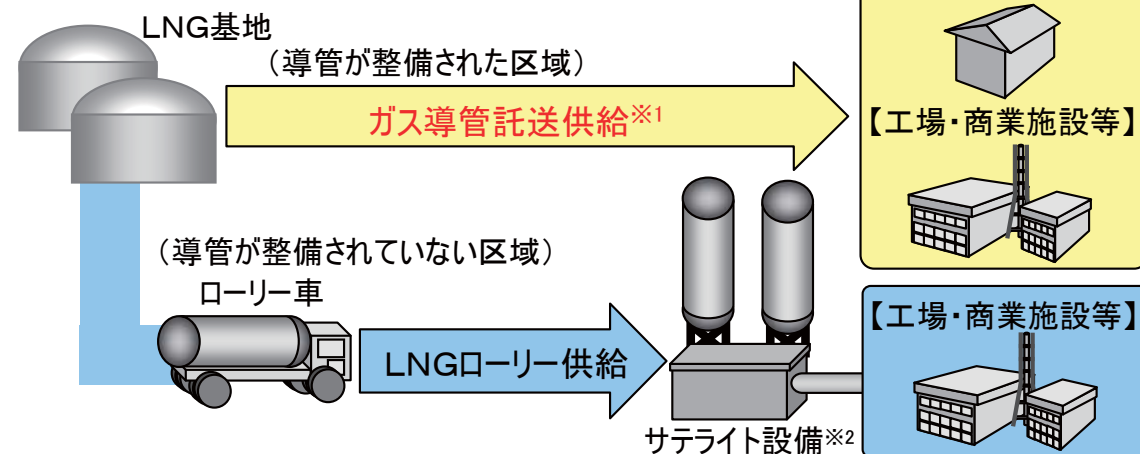 LNG基地
（導管が整備された区域）
ガス導管託送供給※1
【工場・商業施設等】
（導管が整備されていない区域）
ローリー車
LNGローリー供給
サテライト設備※2
【工場・商業施設等】